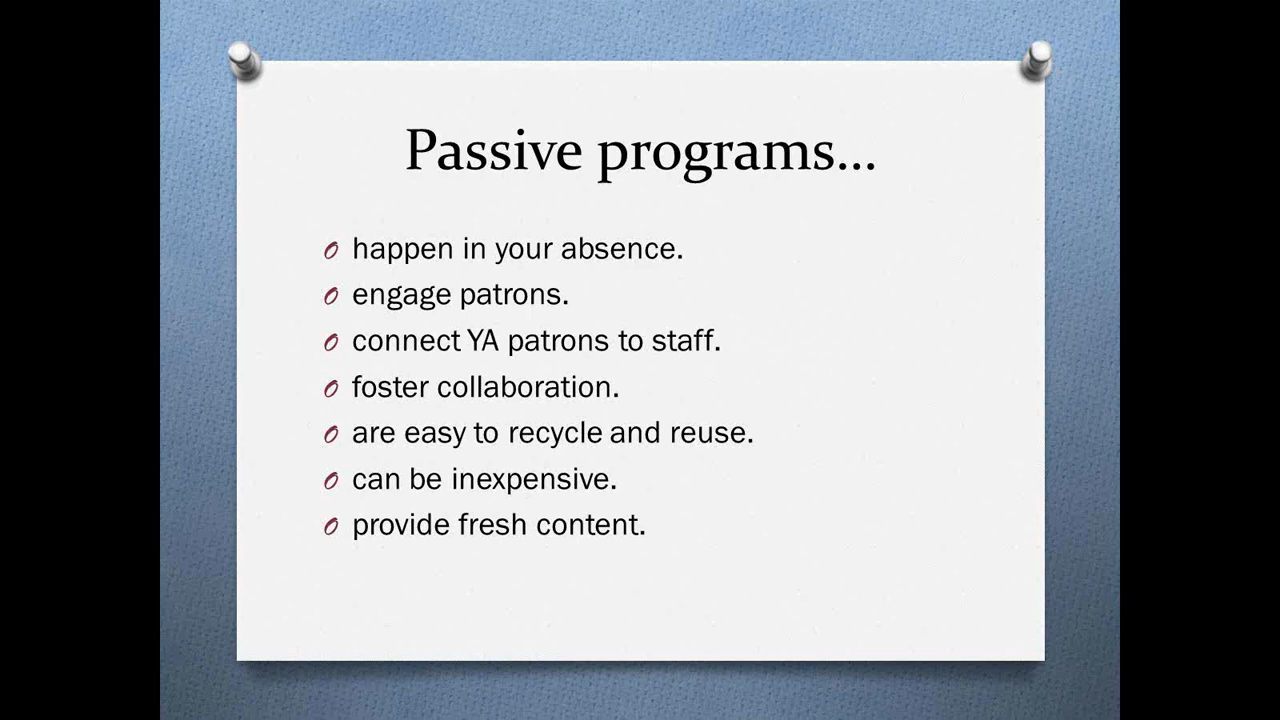 Passive programs...
happen in your absence.
engage patrons.
connect YA patrons to staff.
foster collaboration.
are easy to recycle and reuse.
can be inexpensive.
provide fresh content.